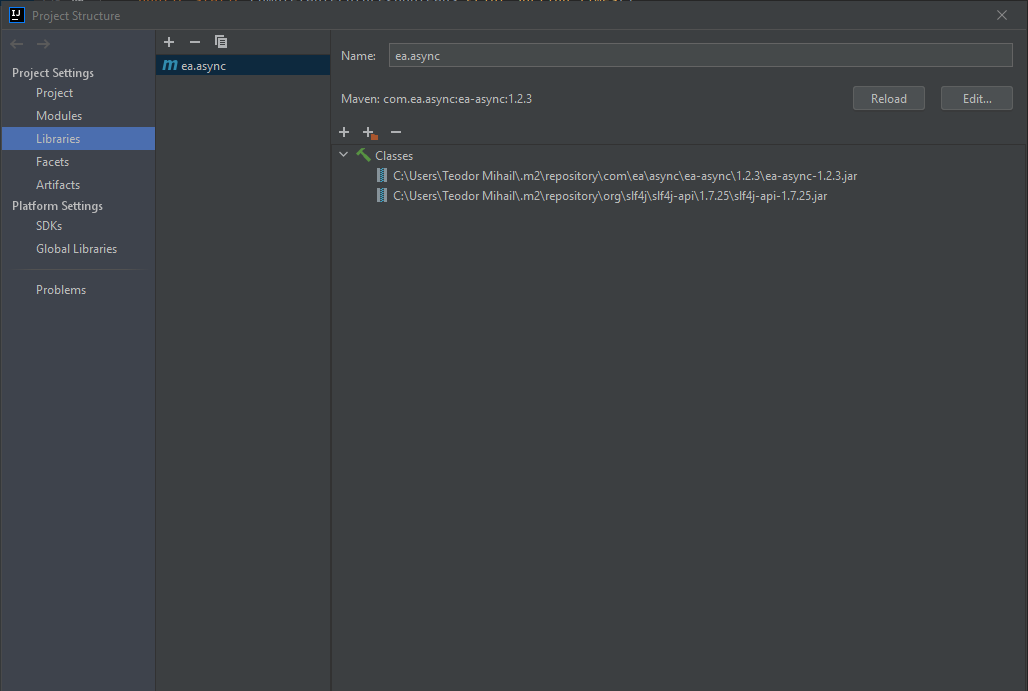 Project Structure
Project Settings
Project
Modules
Libraries
Facets
Artifacts
Platform Settings
SDKs
Global Libraries
Problems
ea.async
Name: ea.async
Maven: com.ea.async:ea-async:1.2.3 Reload Edit...
Classes
C:\Users\Teodor Mihail\.m2\repository\com\ea\async\ea-async\1.2.3\ea-async-1.2.3.jar
C:\Users\Teodor Mihail\.m2\repository\org\slf4j\slf4j-api\1.7.25\slf4j-api-1.7.25.jar